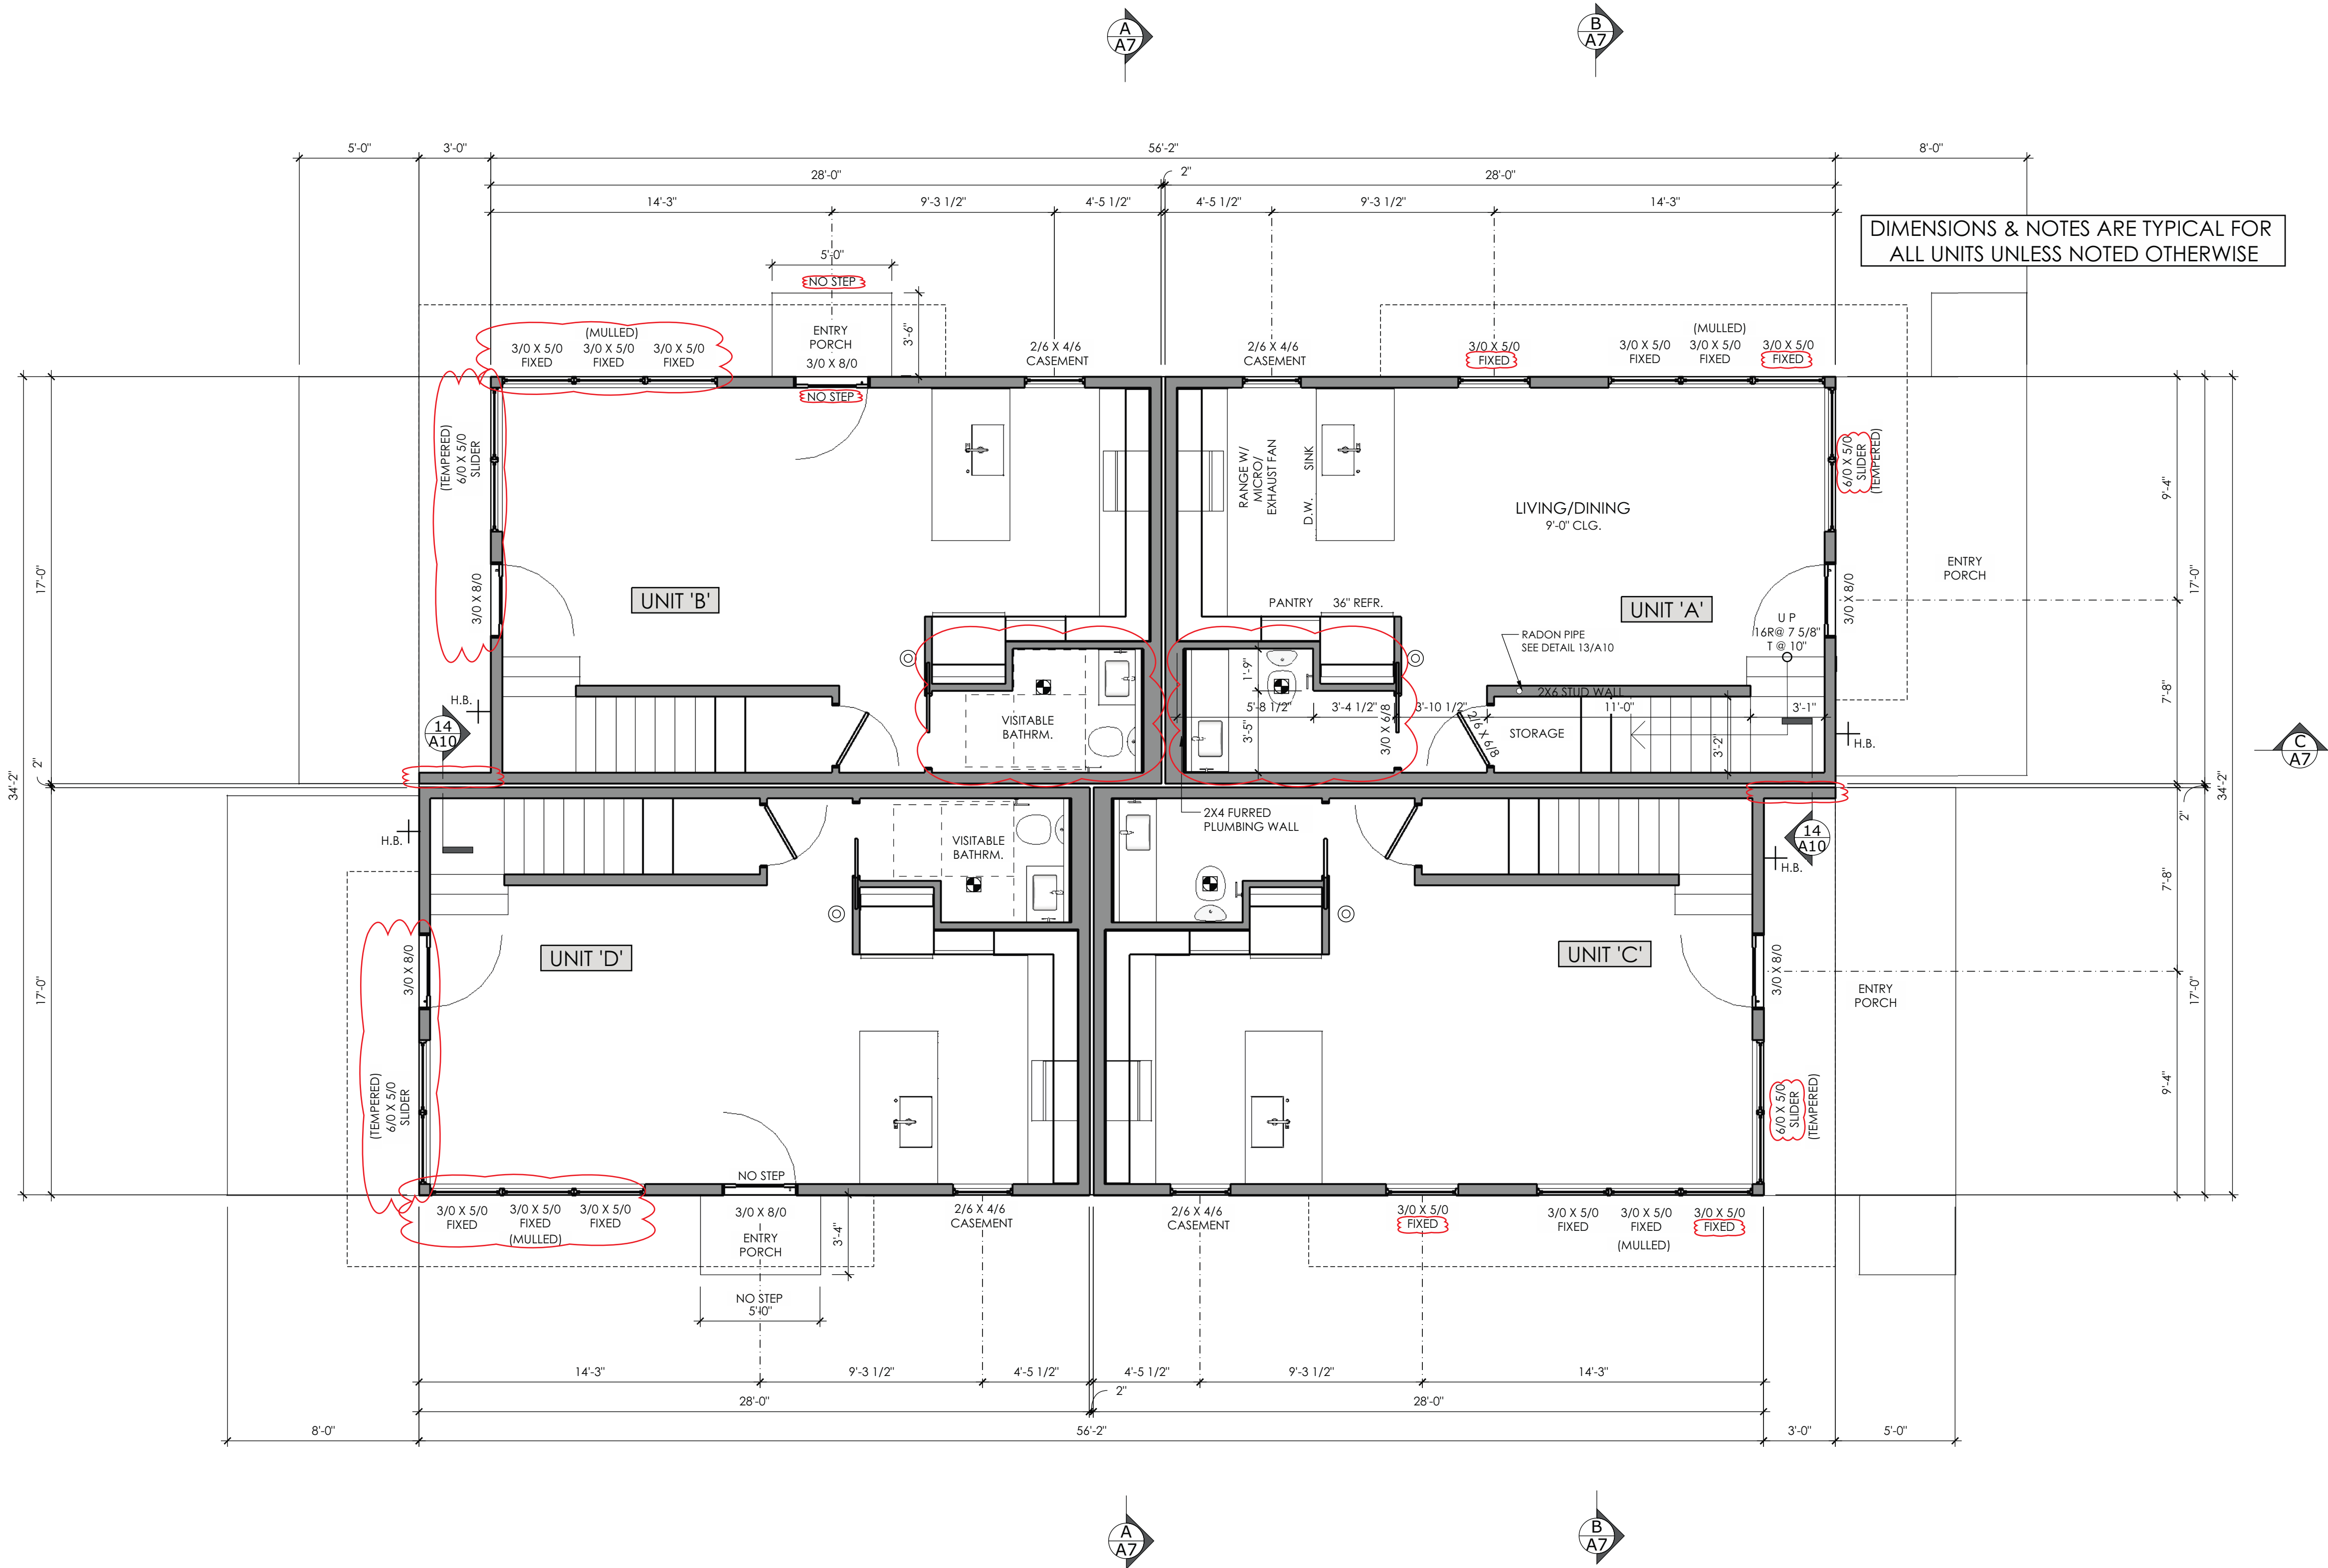 A
A7
B
A7
5'-0"
3'-0"
56'-2"
8'-0"
28'-0"
2"
28'-0"
14'-3"
9'-3 1/2"
4'-5 1/2"
4'-5 1/2"
9'-3 1/2"
14'-3"
DIMENSIONS & NOTES ARE TYPICAL FOR
ALL UNITS UNLESS NOTED OTHERWISE
5'-0"
NO STEP
3'-6"
ENTRY
PORCH
3/0 X 8/0
NO STEP
(MULLED)
3/0 X 5/0
FIXED
3/0 X 5/0
FIXED
3/0 X 5/0
FIXED
2/6 X 4/6
CASEMENT
2/6 X 4/6
CASEMENT
3/0 X 5/0
FIXED
(MULLED)
3/0 X 5/0
FIXED
3/0 X 5/0
FIXED
3/0 X 5/0
FIXED
(TEMPERED)
6/0 X 5/0
SLIDER
3/0 X 8/0
UNIT 'B'
RANGE W/
MICRO/
EXHAUST FAN
SINK
D.W.
LIVING/DINING
9'-0" CLG.
6/0 X 5/0
SLIDER
(TEMPERED)
9'-4"
17'-0"
17'-0"
ENTRY
PORCH
3/0 X 8/0
PANTRY
36" REFR.
UNIT 'A'
UP
16R@ 7 5/8"
T @ 10"
RADON PIPE
SEE DETAIL 13/A10
2X6 STUD WALL
1'-9"
5'-8 1/2"
3'-4 1/2"
3'-10 1/2"
11'-0"
3'-1"
3'-5"
3/0 X 6/8
2/6 X 6/8
STORAGE
3'-2"
7'-8"
H.B.
14
A10
VISITABLE
BATHRM.
H.B.
C
A7
34'-2"
2"
34'-2"
2"
H.B.
VISITABLE
BATHRM.
2X4 FURRED
PLUMBING WALL
14
A10
H.B.
7'-8"
3/0 X 8/0
UNIT 'D'
UNIT 'C'
3/0 X 8/0
ENTRY
PORCH
17'-0"
17'-0"
9'-4"
(TEMPERED)
6/0 X 5/0
SLIDER
6/0 X 5/0
SLIDER
(TEMPERED)
NO STEP
3/0 X 5/0
FIXED
3/0 X 5/0
FIXED
3/0 X 5/0
FIXED
(MULLED)
3/0 X 8/0
ENTRY
PORCH
3'-4"
2/6 X 4/6
CASEMENT
2/6 X 4/6
CASEMENT
3/0 X 5/0
FIXED
3/0 X 5/0
FIXED
3/0 X 5/0
FIXED
3/0 X 5/0
FIXED
(MULLED)
NO STEP
5'-0"
14'-3"
9'-3 1/2"
4'-5 1/2"
4'-5 1/2"
9'-3 1/2"
14'-3"
28'-0"
2"
28'-0"
8'-0"
56'-2"
3'-0"
5'-0"
A
A7
B
A7